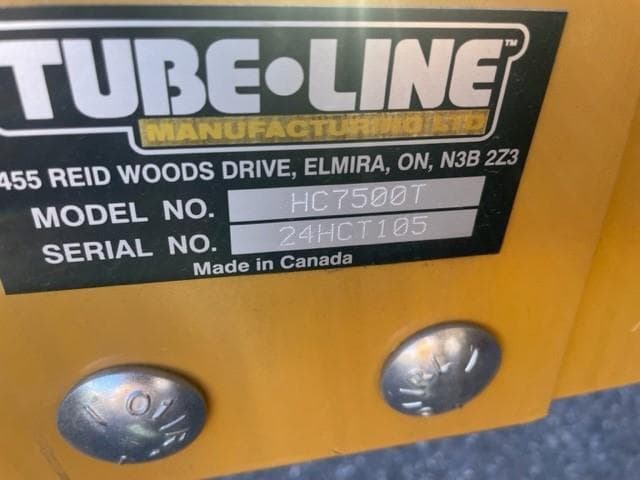 TUBE•LINE™
MANUFACTURING LTD
455 REID WOODS DRIVE, ELMIRA, ON, N3B 2Z3
MODEL NO. HC7500T
SERIAL NO. 24HCT105
Made in Canada